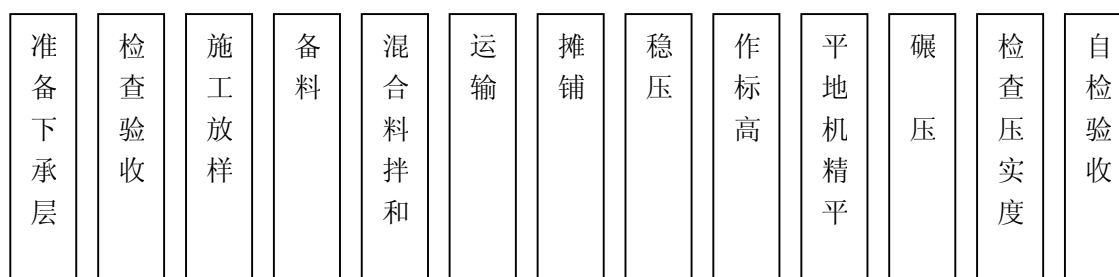 准备下承层
检查验收
施工放样
备料
混合料拌和
运输
摊铺
稳压
作标高
平地机精平
碾压
检查压实度
自检验收